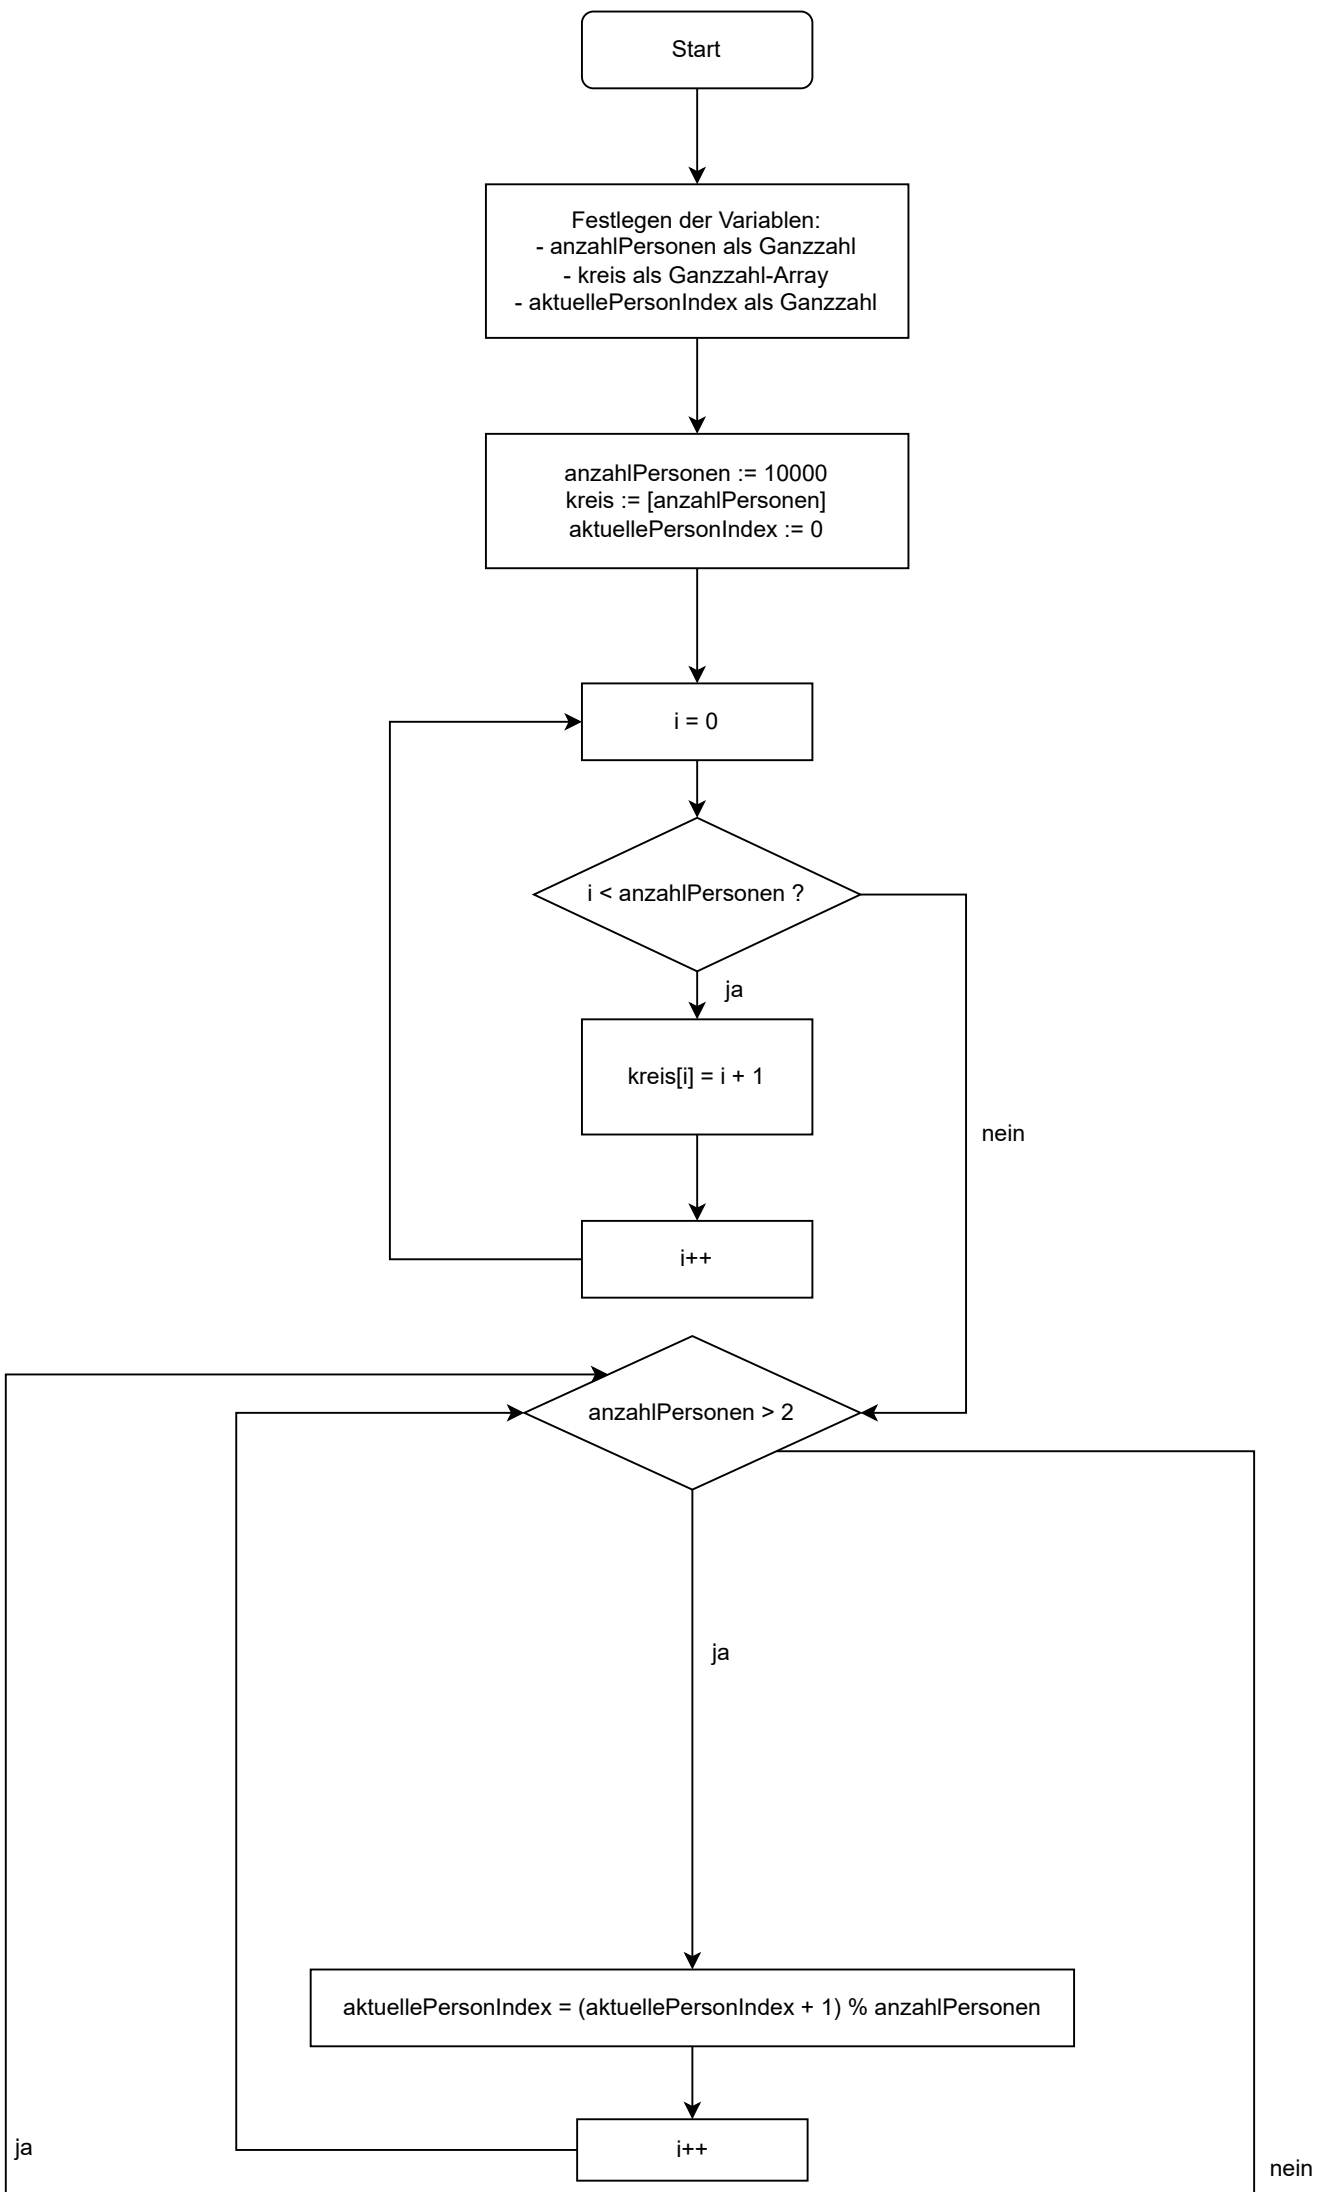 Start
Festlegen der Variablen:
- anzahlPersonen als Ganzzahl
- kreis als Ganzzahl-Array
- aktuellePersonIndex als Ganzzahl
anzahlPersonen := 10000
kreis := [anzahlPersonen]
aktuellePersonIndex := 0
i = 0
i < anzahlPersonen ?
ja
kreis[i] = i + 1
nein
i++
anzahlPersonen > 2
ja
aktuellePersonIndex = (aktuellePersonIndex + 1) % anzahlPersonen
i++
ja
nein